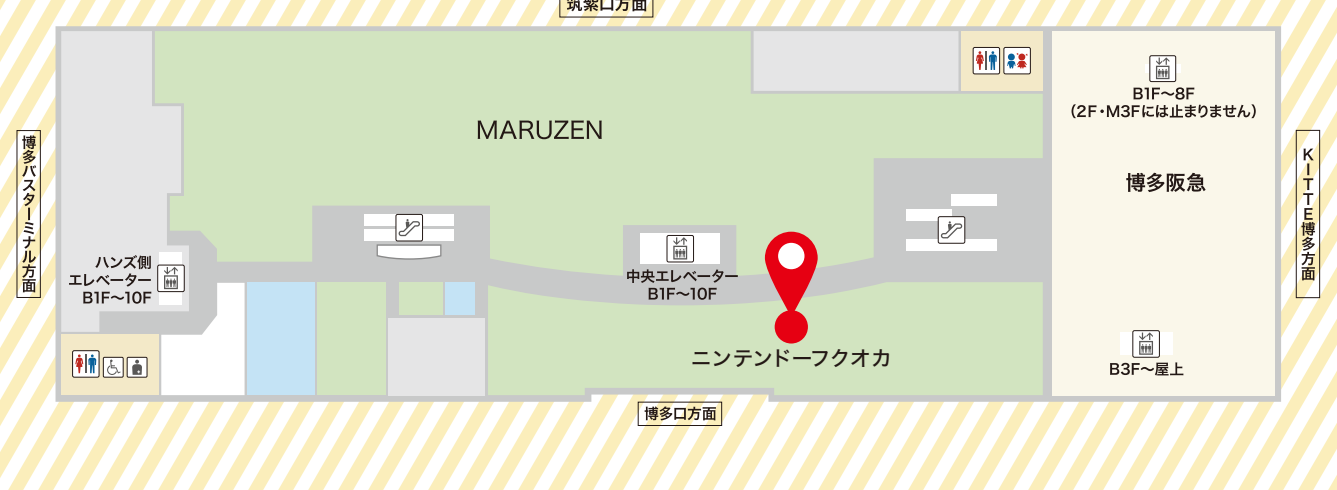 筑紫口方面
B1F〜8F
（2F・M3Fには止まりません）
MARUZEN
博多阪急
博多バスターミナル方面
KITTE博多方面
ハンズ側
エレベーター
B1F〜10F
中央エレベーター
B1F〜10F
ニンテンドーフクオカ
B3F〜屋上
博多口方面